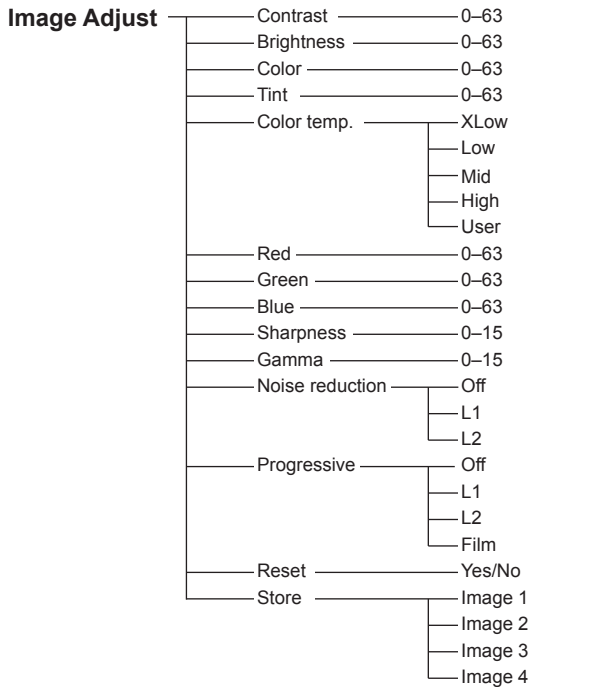 Image Adjust Contrast 0–63
Brightness 0–63
Color 0–63
Tint 0–63
Color temp. XLow
Low
Mid
High
User
Red 0–63
Green 0–63
Blue 0–63
Sharpness 0–15
Gamma 0–15
Noise reduction Off
L1
L2
Progressive Off
L1
L2
Film
Reset Yes/No
Store Image 1
Image 2
Image 3
Image 4